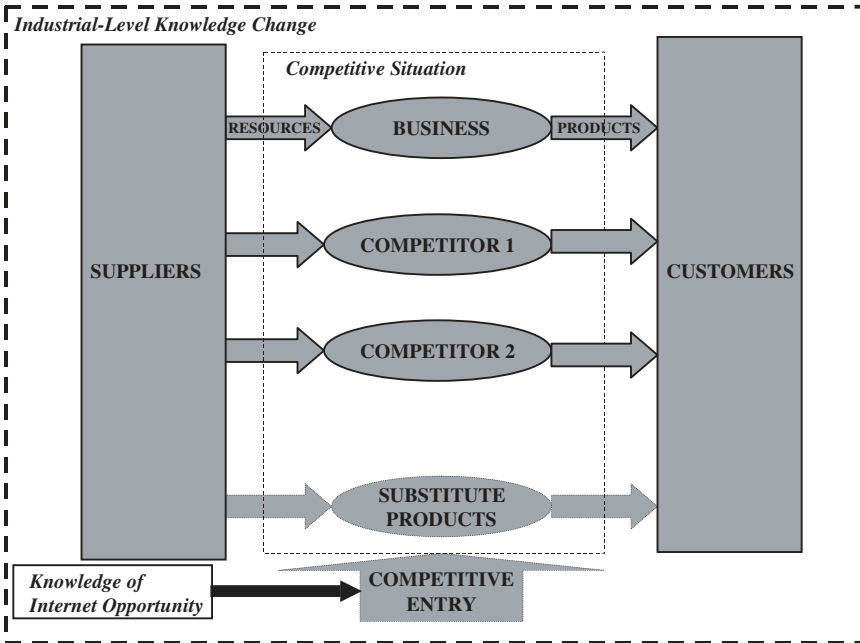 Industrial-Level Knowledge Change
Competitive Situation
RESOURCES
BUSINESS
PRODUCTS
COMPETITOR 1
SUPPLIERS
CUSTOMERS
COMPETITOR 2
SUBSTITUTE
PRODUCTS
Knowledge of
Internet Opportunity
COMPETITIVE
ENTRY